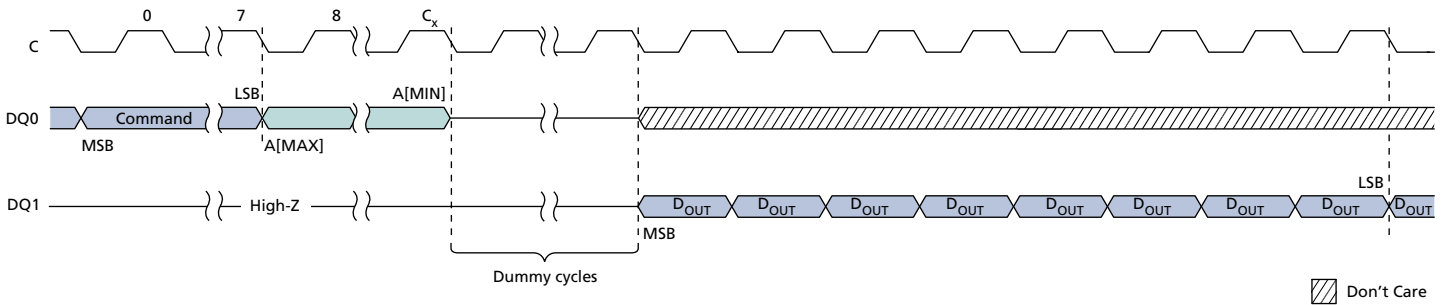 0 7 8 Cx
C
LSB A[MIN]
DQ0 Command
MSB A[MAX]
LSB
DQ1 High-Z DOUT DOUT DOUT DOUT DOUT DOUT DOUT DOUT DOUT
MSB
Dummy cycles
Don't Care